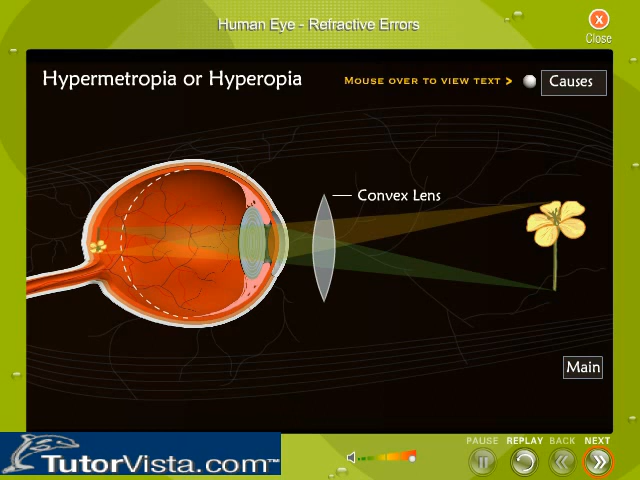 Human Eye - Refractive Errors
x
Close
Hypermetropia or Hyperopia
MOUSE OVER TO VIEW TEXT >
Causes
Convex Lens
Main
PAUSE REPLAY BACK NEXT
TutorVista.com™